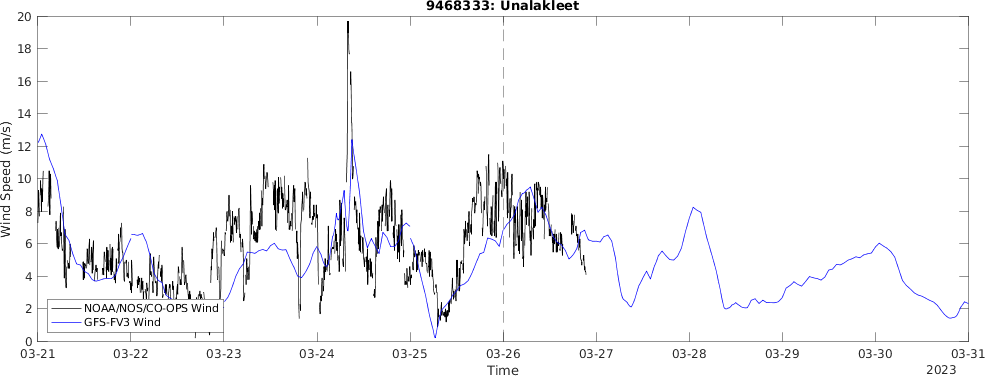 9468333: Unalakleet
Wind Speed (m/s)
20
18
16
14
12
10
8
6
4
2
0
NOAA/NOS/CO-OPS Wind
GFS-FV3 Wind
03-21 03-22 03-23 03-24 03-25 03-26 03-27 03-28 03-29 03-30 03-31
Time
2023